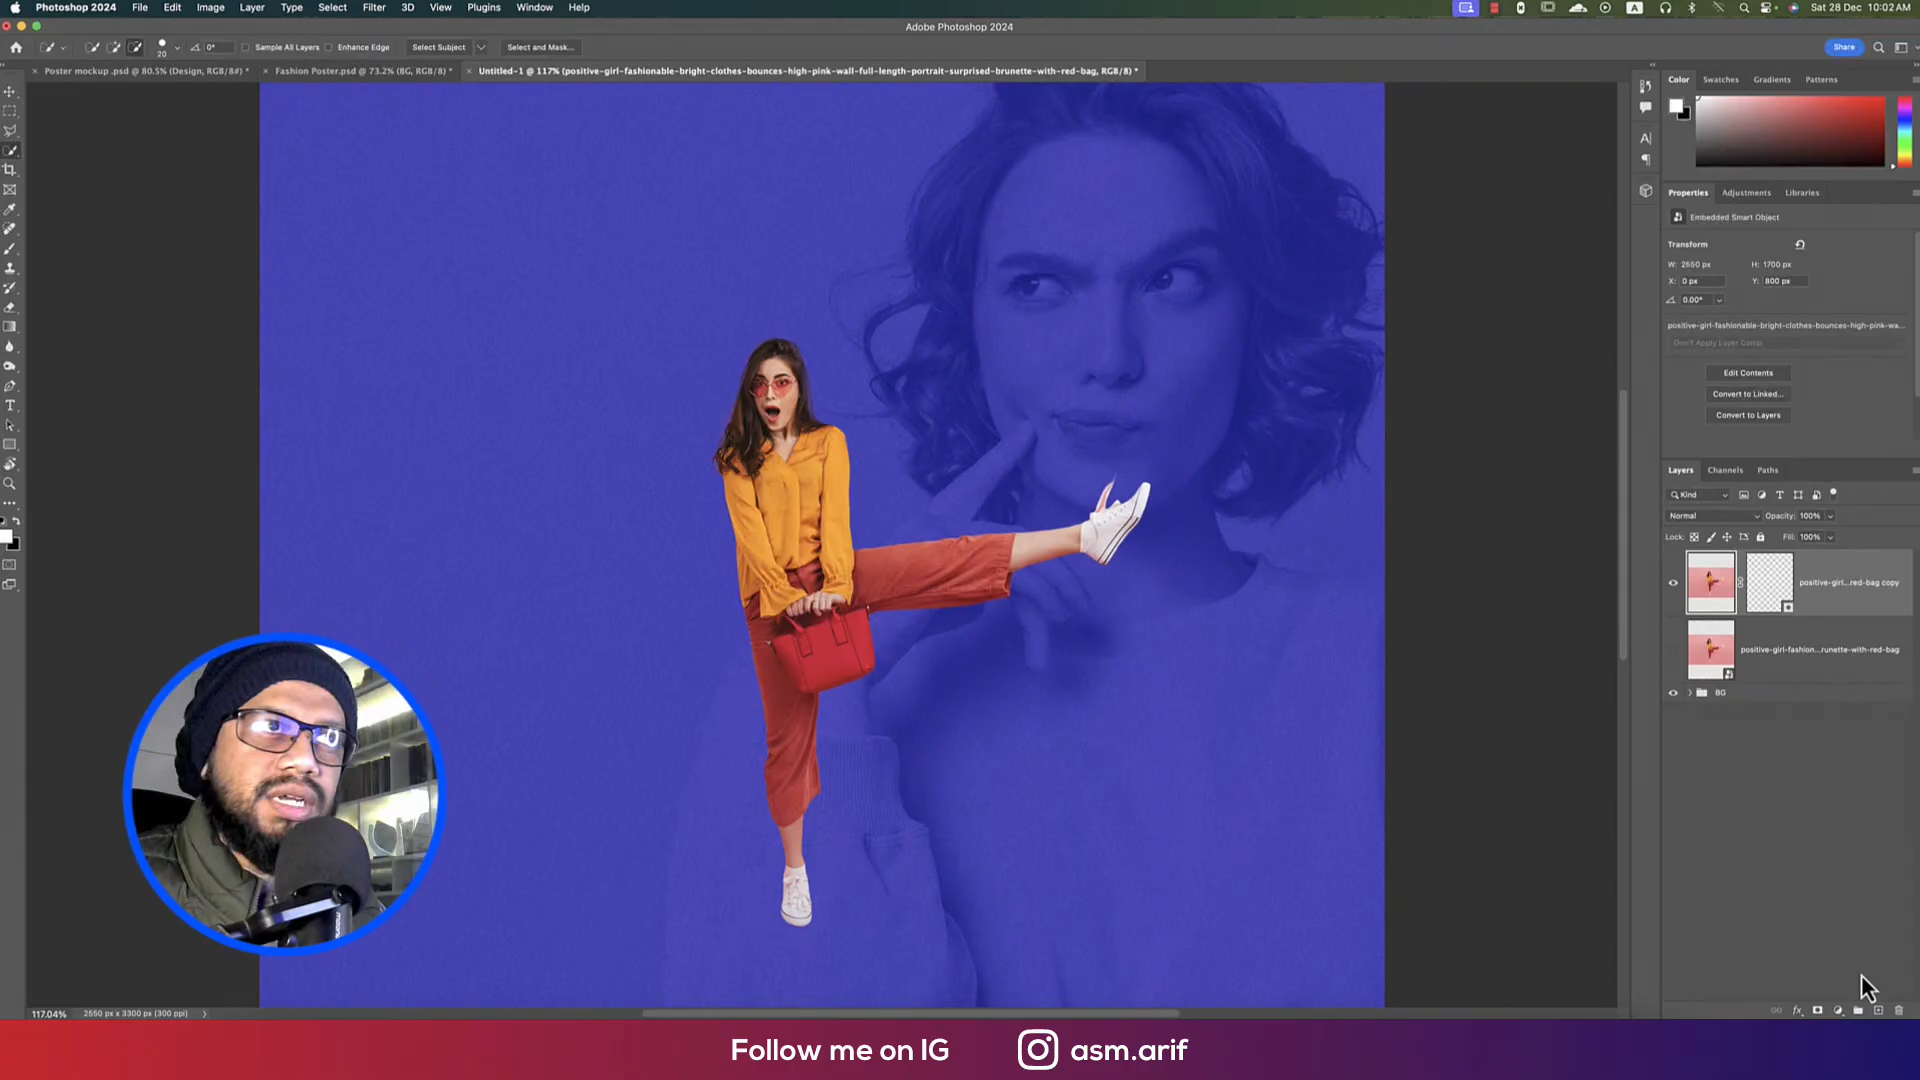 Photoshop 2024 File Edit Image Layer Type Select Filter 3D View Plugins Window Help
A Sat 28 Dec 10:02 AM
Adobe Photoshop 2024
20 0° Sample All Layers Enhance Edge Select Subject Select and Mask... Share
Poster mockup .psd @ 80.5% (Design, RGB/8#) * Fashion Poster.psd @ 73.2% (BG, RGB/8) * Untitled-1 @ 117% (positive-girl-fashionable-bright-clothes-bounces-high-pink-wall-full-length-portrait-surprised-brunette-with-red-bag, RGB/8) *
Color Swatches Gradients Patterns
Properties Adjustments Libraries
Embedded Smart Object
Transform
W: 2550 px H: 1700 px
X: 0 px Y: 800 px
0.00°
positive-girl-fashionable-bright-clothes-bounces-high-pink-wa...
Don't Apply Layer Comp
Edit Contents
Convert to Linked...
Convert to Layers
Layers Channels Paths
Kind
Normal Opacity: 100%
Lock: Fill: 100%
positive-girl...red-bag copy
positive-girl-fashion...runette-with-red-bag
BG
fx
117.04% 2550 px x 3300 px (300 ppi)
Follow me on IG asm.arif